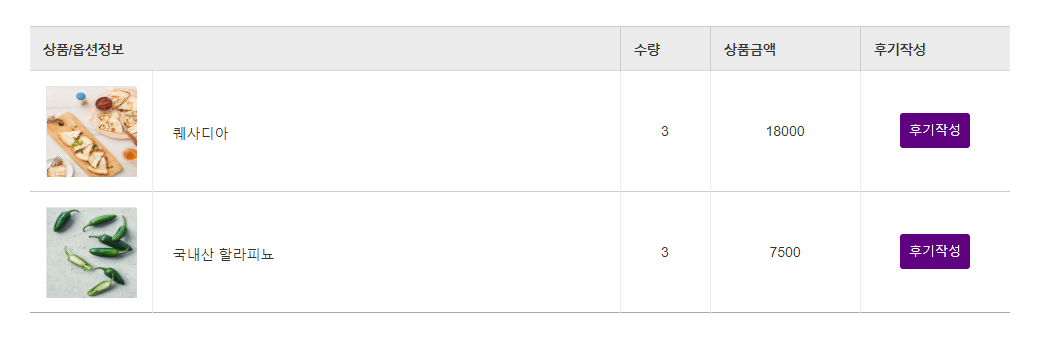 상품/옵션정보 수량 상품금액 후기작성
퀘사디아 3 18000 후기작성
국내산 할라피뇨 3 7500 후기작성